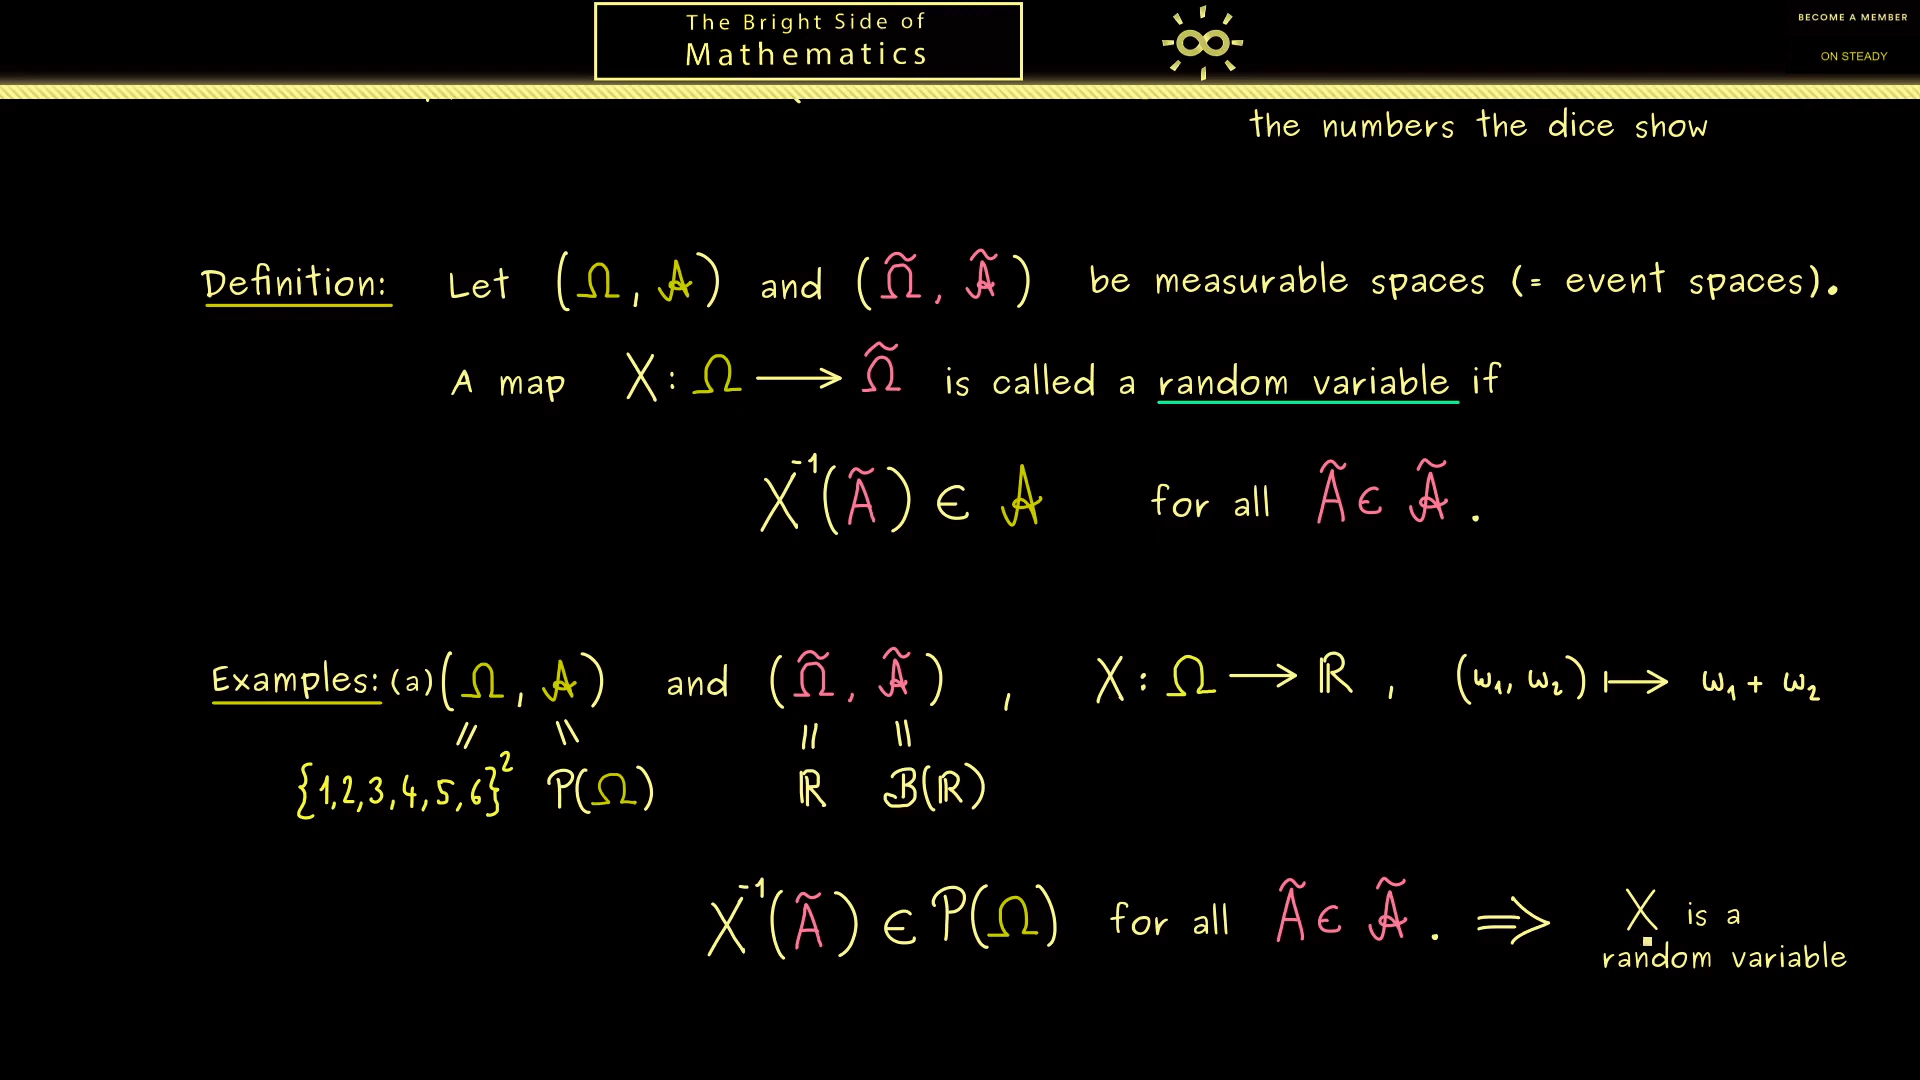 The Bright Side of
Mathematics
BECOME A MEMBER
ON STEADY
the numbers the dice show
Definition: Let (Ω, 𝒜) and (Ω̃, 𝒜̃) be measurable spaces (= event spaces).
A map X: Ω ⟶ Ω̃ is called a random variable if
X⁻¹(Ã) ∈ 𝒜 for all Ã ∈ 𝒜̃.
Examples: (a) (Ω, 𝒜) and (Ω̃, 𝒜̃), X: Ω ⟶ ℝ, (ω₁, ω₂) ⟼ ω₁ + ω₂
= = = =
{1,2,3,4,5,6}² P(Ω) ℝ ℬ(ℝ)
X⁻¹(Ã) ∈ P(Ω) for all Ã ∈ 𝒜̃. ⟹ X is a
random variable